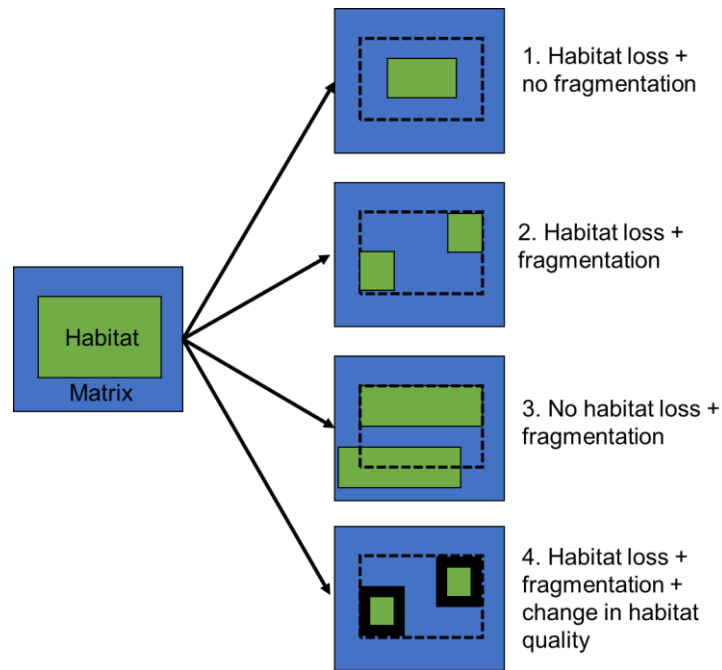 1. Habitat loss +
no fragmentation
2. Habitat loss +
fragmentation
Habitat
Matrix
3. No habitat loss +
fragmentation
4. Habitat loss +
fragmentation +
change in habitat
quality